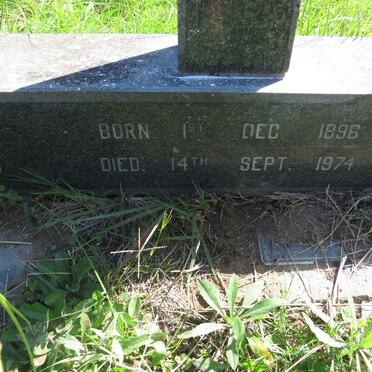 BORN 1ST DEC 1896
DIED 14TH SEPT. 1974